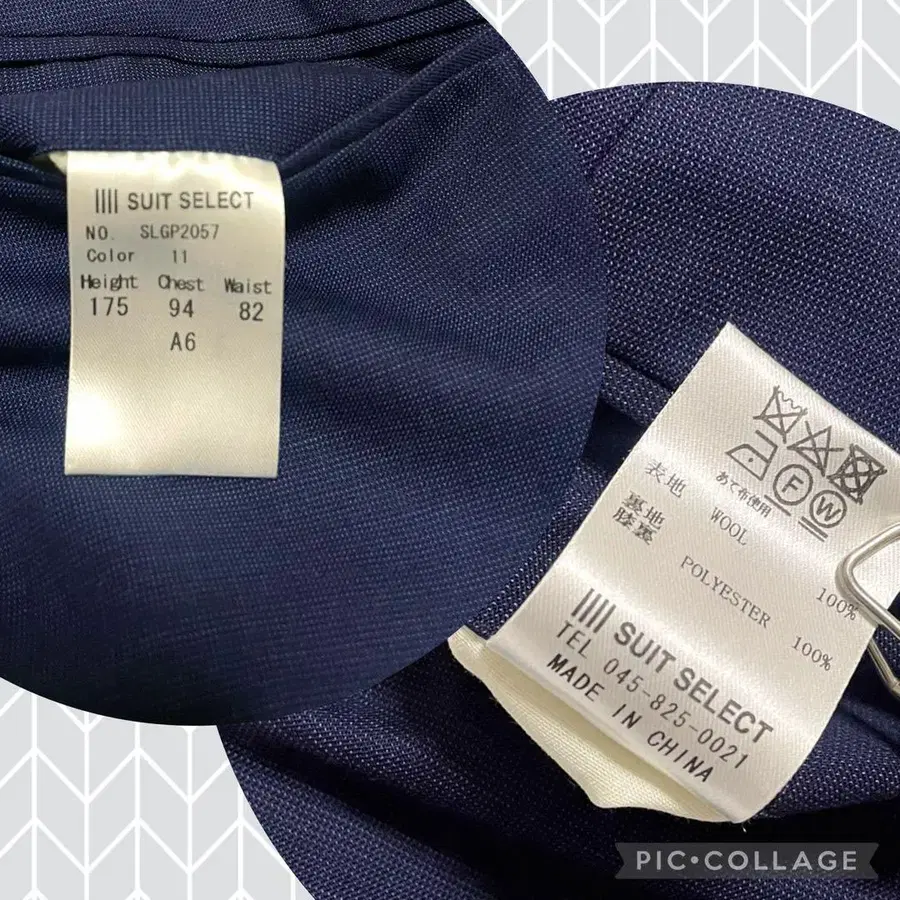 SUIT SELECT
NO. SLGP2057
Color 11
Height Chest Waist
175 94 82
A6
F W
あて布使用
表地 WOOL 100%
裏地
膝裏 POLYESTER 100%
SUIT SELECT
TEL 045-825-0021
MADE IN CHINA
PIC•COLLAGE